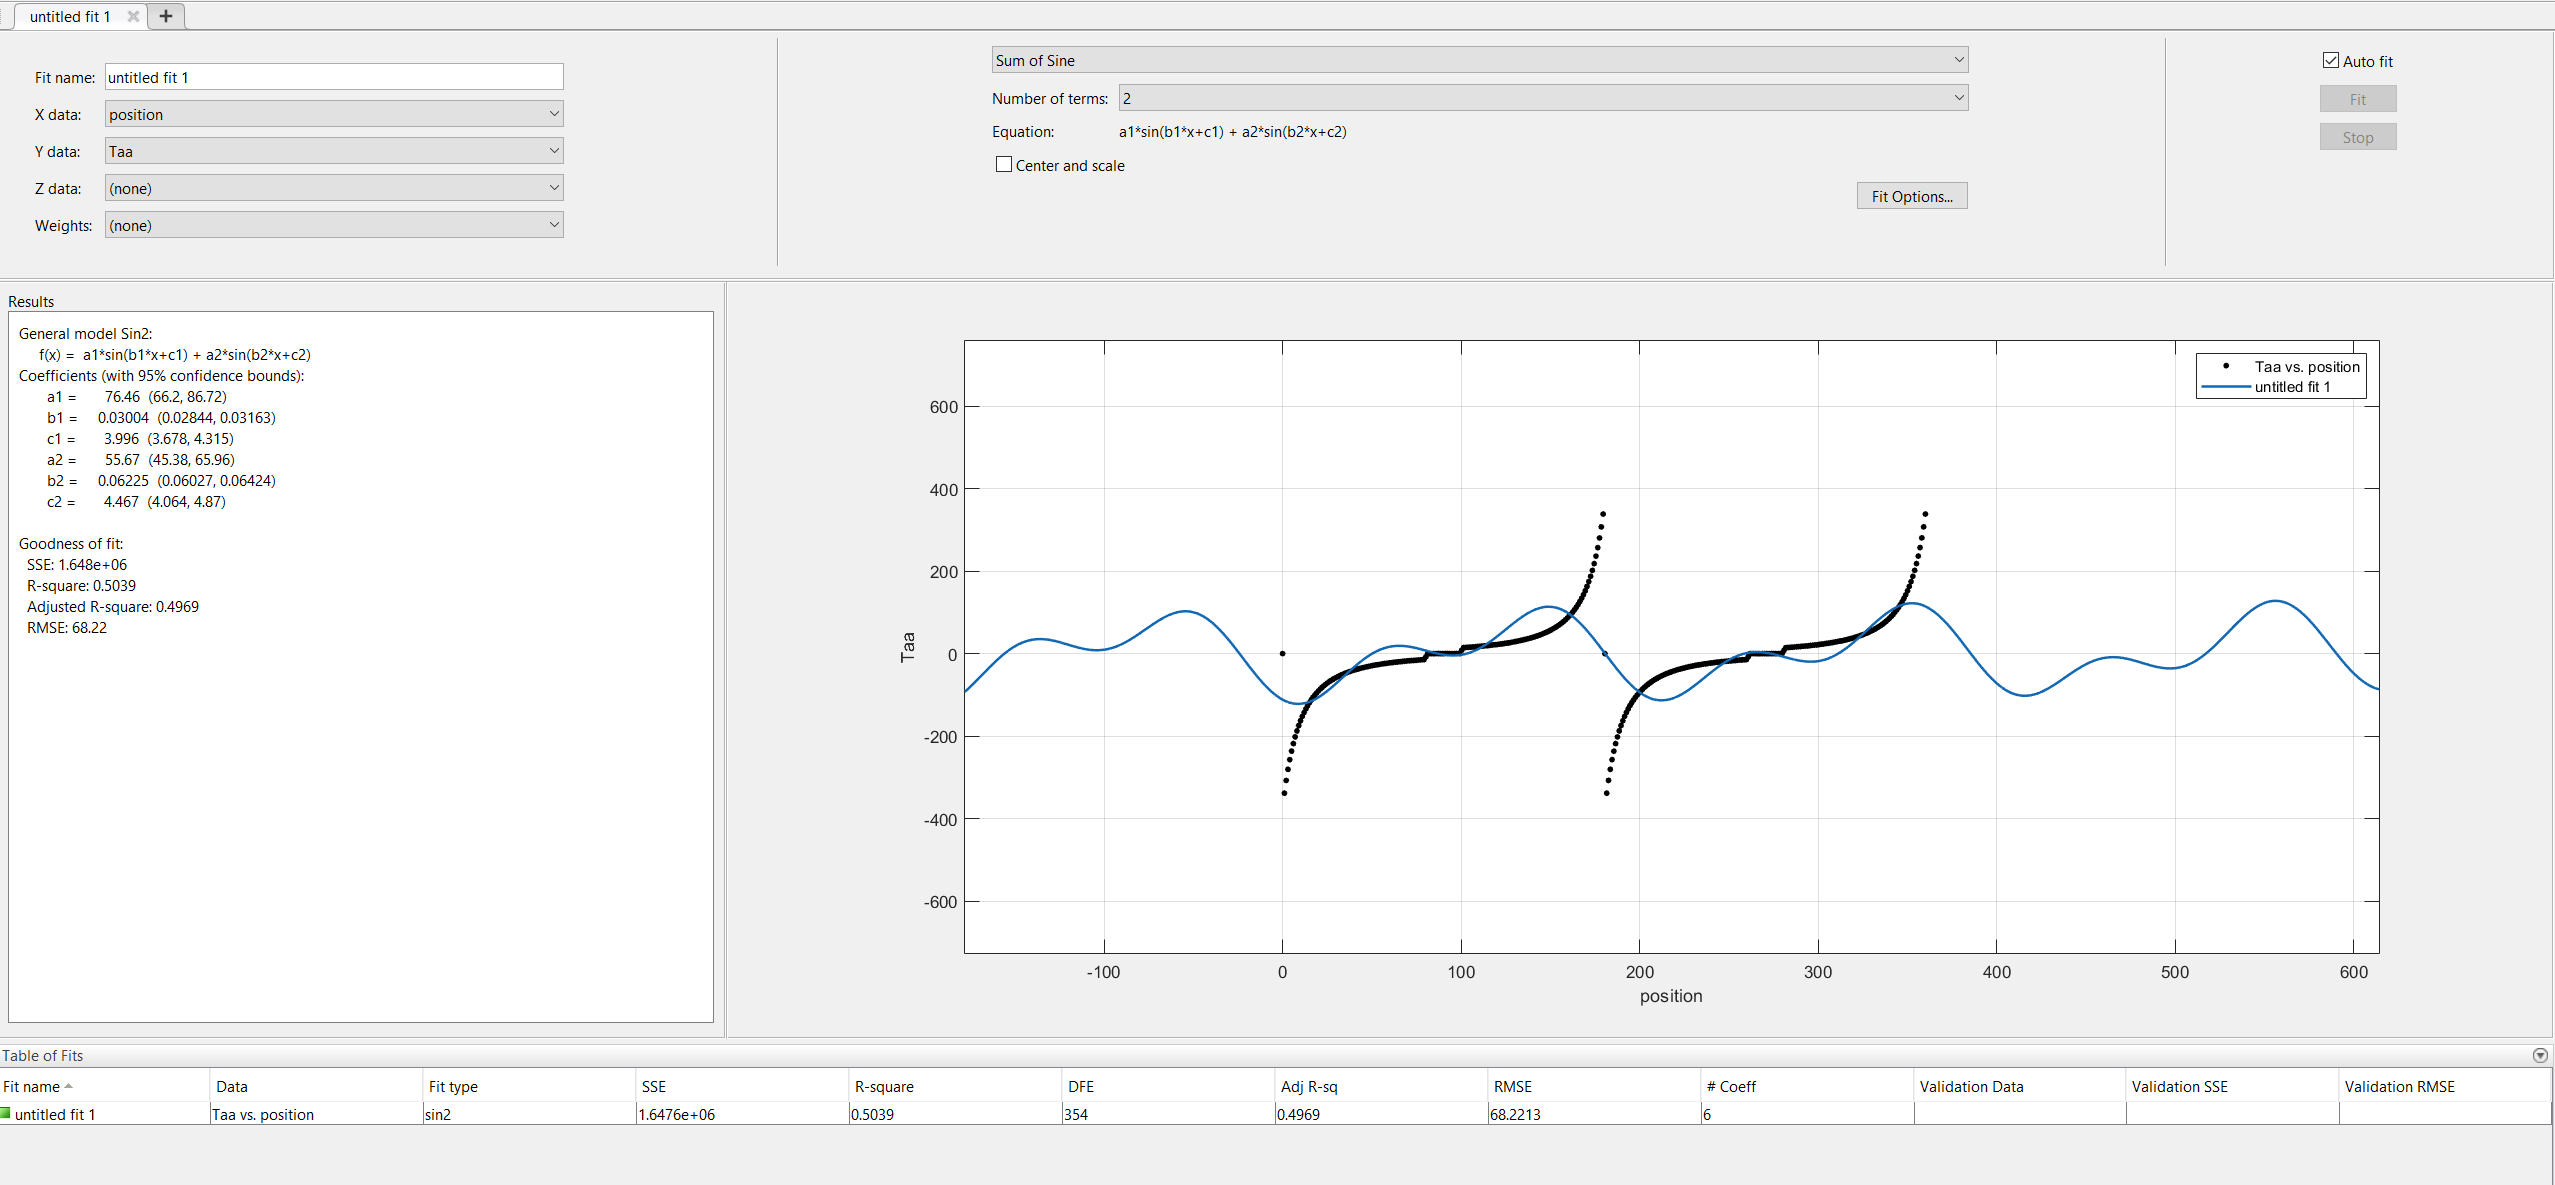 untitled fit 1
Fit name: untitled fit 1
X data: position
Y data: Taa
Z data: (none)
Weights: (none)
Sum of Sine
Number of terms: 2
Equation: a1*sin(b1*x+c1) + a2*sin(b2*x+c2)
Center and scale
Fit Options...
Auto fit
Fit
Stop
Results
General model Sin2:
f(x) = a1*sin(b1*x+c1) + a2*sin(b2*x+c2)
Coefficients (with 95% confidence bounds):
a1 = 76.46 (66.2, 86.72)
b1 = 0.03004 (0.02844, 0.03163)
c1 = 3.996 (3.678, 4.315)
a2 = 55.67 (45.38, 65.96)
b2 = 0.06225 (0.06027, 0.06424)
c2 = 4.467 (4.064, 4.87)
Goodness of fit:
SSE: 1.648e+06
R-square: 0.5039
Adjusted R-square: 0.4969
RMSE: 68.22
Taa vs. position
untitled fit 1
600
400
200
0
-200
-400
-600
Taa
-100 0 100 200 300 400 500 600
position
Table of Fits
Fit name Data Fit type SSE R-square DFE Adj R-sq RMSE # Coeff Validation Data Validation SSE Validation RMSE
untitled fit 1 Taa vs. position sin2 1.6476e+06 0.5039 354 0.4969 68.2213 6